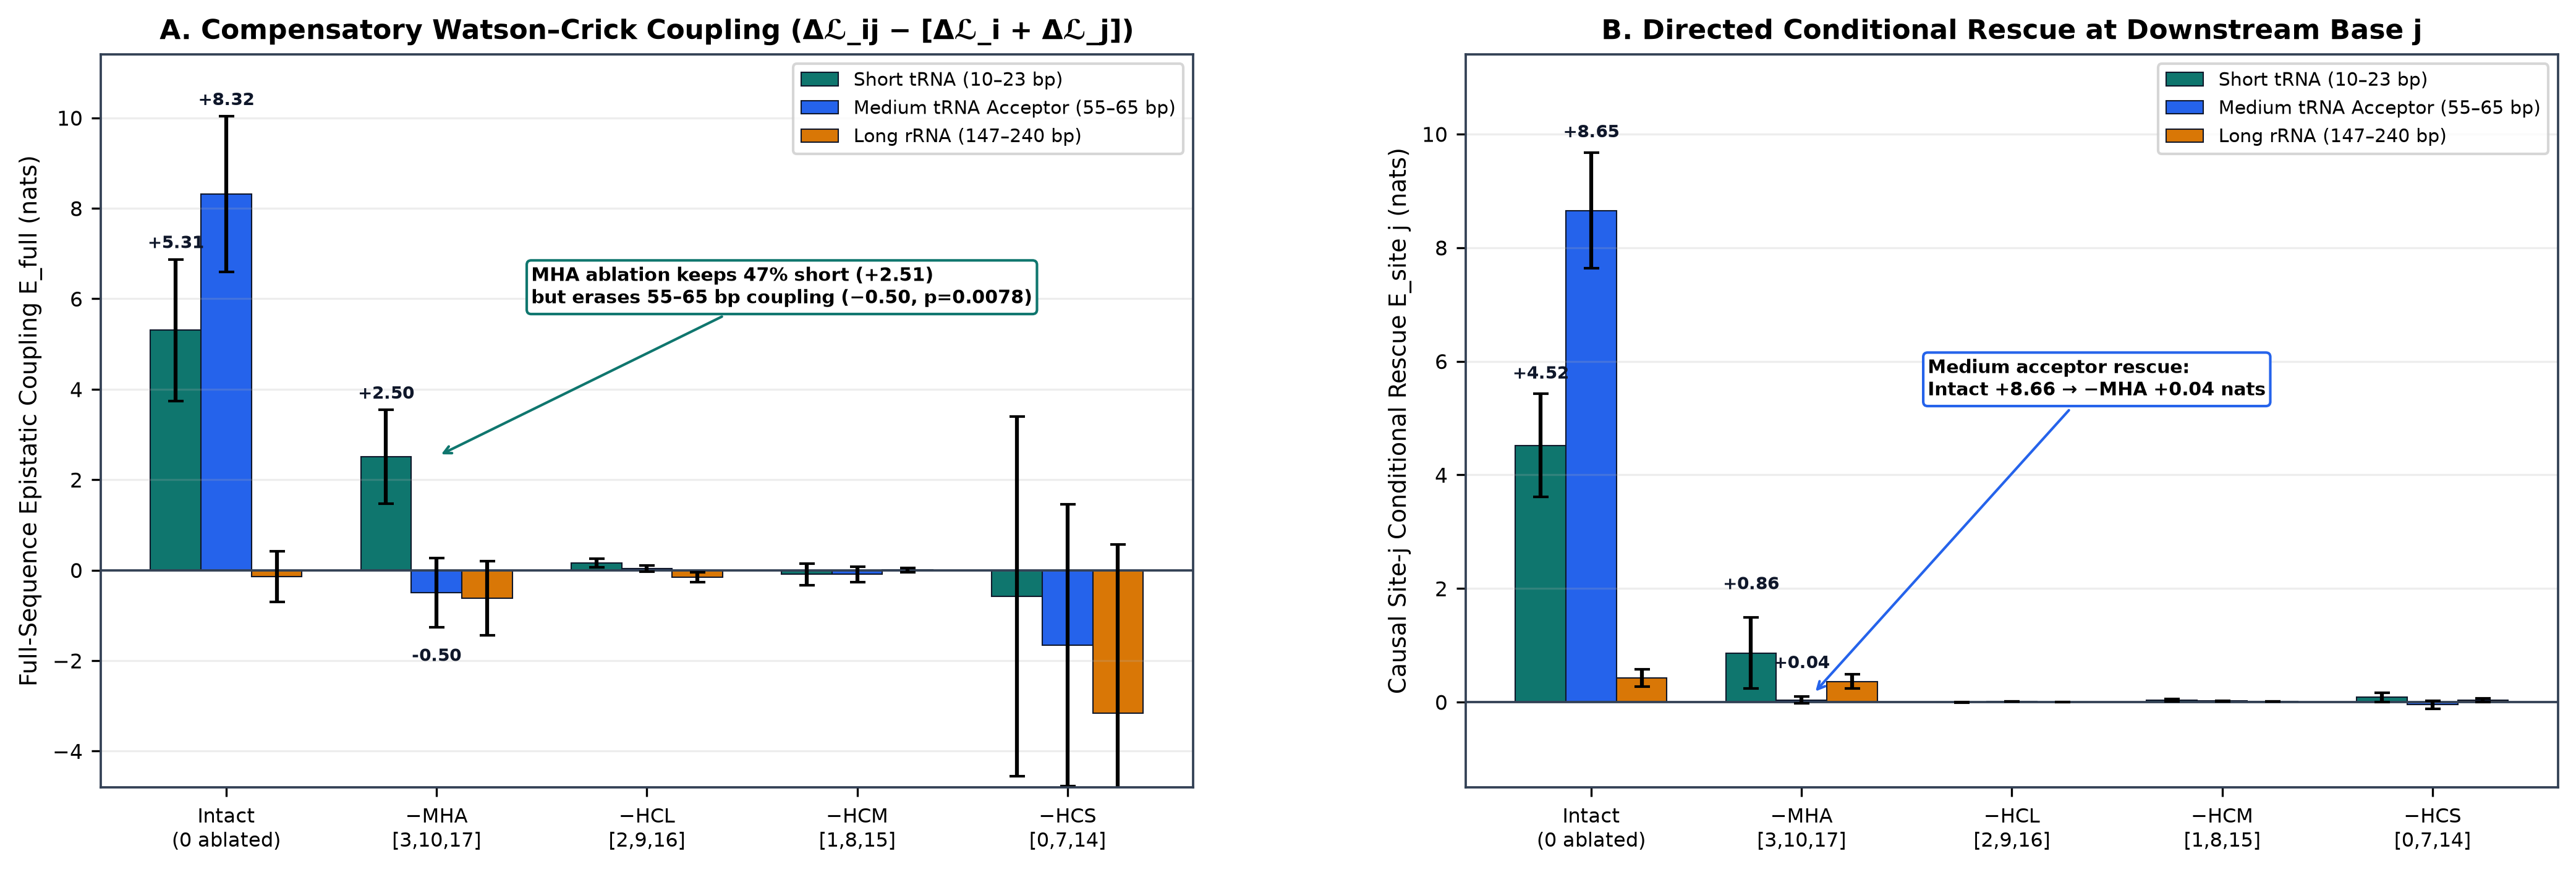 A. Compensatory Watson–Crick Coupling (Δℒ_ij − [Δℒ_i + Δℒ_j])
Full-Sequence Epistatic Coupling E_full (nats)
10
8
6
4
2
0
−2
−4
Short tRNA (10–23 bp)
Medium tRNA Acceptor (55–65 bp)
Long rRNA (147–240 bp)
+8.32
+5.31
+2.50
-0.50
MHA ablation keeps 47% short (+2.51)
but erases 55–65 bp coupling (−0.50, p=0.0078)
Intact
(0 ablated)
−MHA
[3,10,17]
−HCL
[2,9,16]
−HCM
[1,8,15]
−HCS
[0,7,14]
B. Directed Conditional Rescue at Downstream Base j
Causal Site-j Conditional Rescue E_site j (nats)
10
8
6
4
2
0
Short tRNA (10–23 bp)
Medium tRNA Acceptor (55–65 bp)
Long rRNA (147–240 bp)
+8.65
+4.52
+0.86
+0.04
Medium acceptor rescue:
Intact +8.66 → −MHA +0.04 nats
Intact
(0 ablated)
−MHA
[3,10,17]
−HCL
[2,9,16]
−HCM
[1,8,15]
−HCS
[0,7,14]